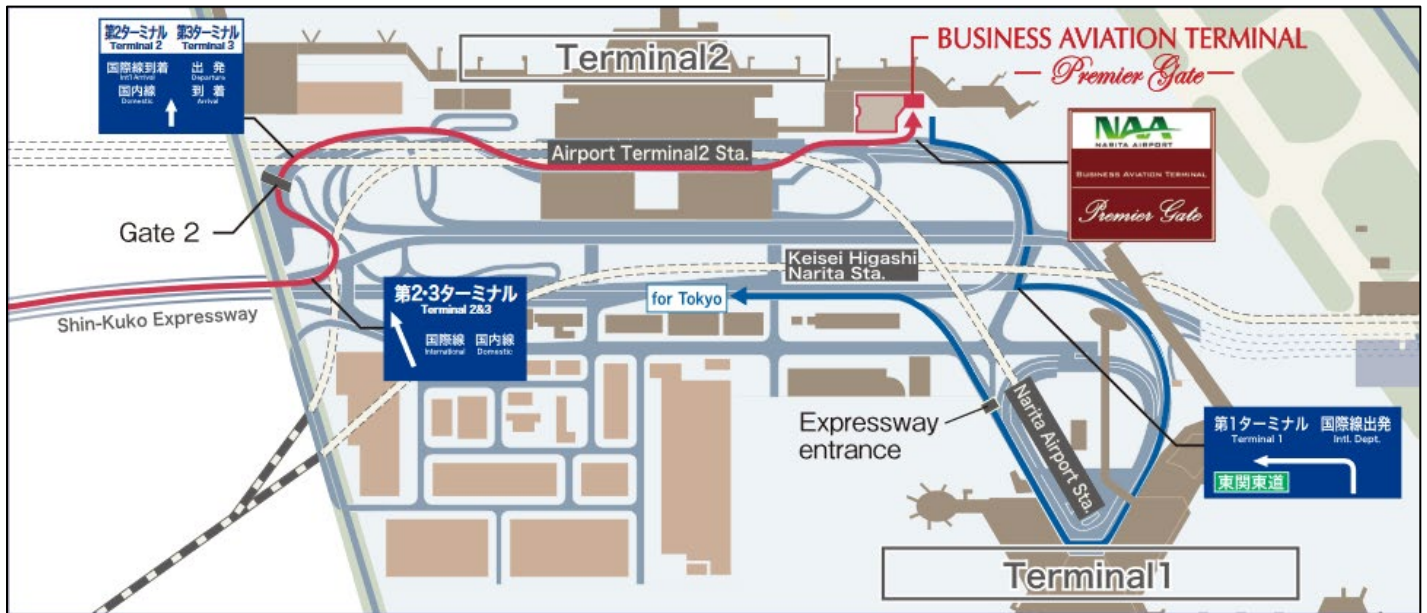 第2ターミナル 第3ターミナル
Terminal 2 Terminal 3
国際線到着 出 発
Int'l Arrival Departure
国内線 到 着
Domestic Arrival
Terminal2
BUSINESS AVIATION TERMINAL
Premier Gate
NAA
NARITA AIRPORT
BUSINESS AVIATION TERMINAL
Premier Gate
Airport Terminal2 Sta.
Gate 2
Keisei Higashi
Narita Sta.
for Tokyo
Shin-Kuko Expressway
第2・3ターミナル
Terminal 2&3
国際線 国内線
International Domestic
Expressway
entrance
Narita Airport Sta.
第1ターミナル 国際線出発
Terminal 1 Intl. Dept.
東関東道
Terminal1